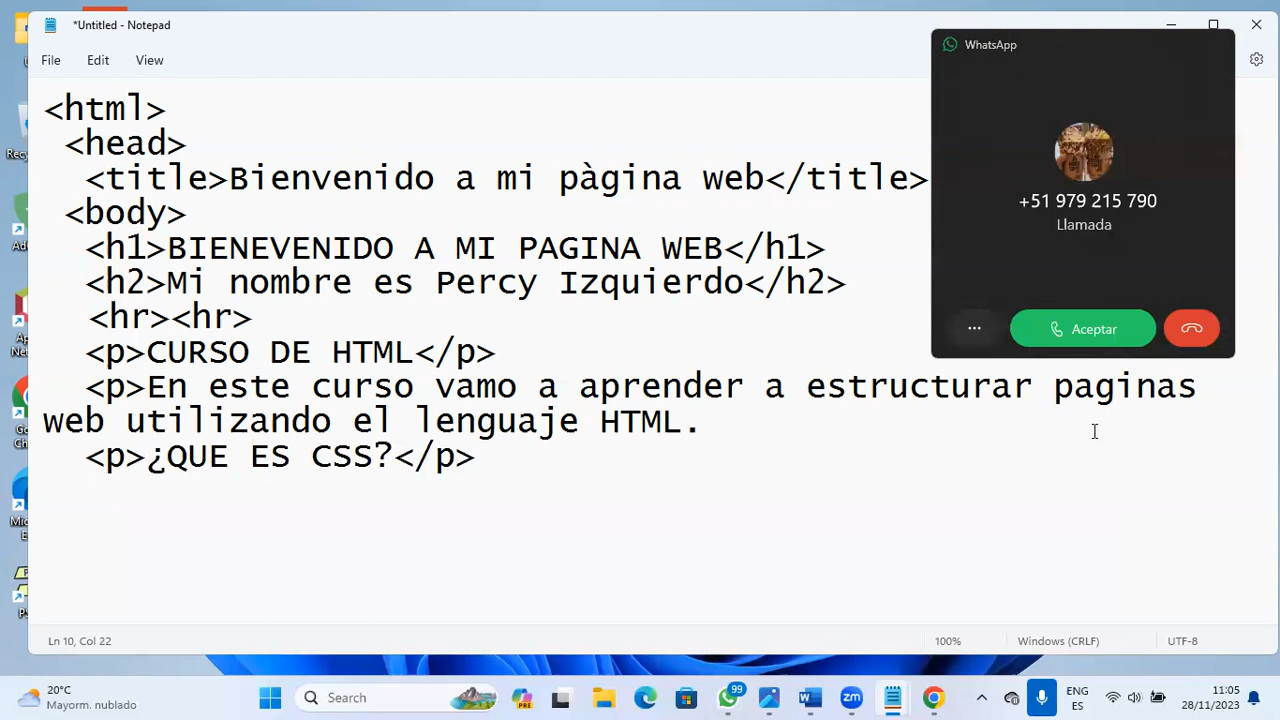 *Untitled - Notepad
File Edit View
<html>
<head>
<title>Bienvenido a mi pàgina web</title>
<body>
<h1>BIENEVENIDO A MI PAGINA WEB</h1>
<h2>Mi nombre es Percy Izquierdo</h2>
<hr><hr>
<p>CURSO DE HTML</p>
<p>En este curso vamo a aprender a estructurar paginas
web utilizando el lenguaje HTML.
<p>¿QUE ES CSS?</p>
WhatsApp
+51 979 215 790
Llamada
Aceptar
Ln 10, Col 22
100%
Windows (CRLF)
UTF-8
20°C
Mayorm. nublado
Search
PRE
99
W
zm
ENG
ES
11:05
28/11/2023